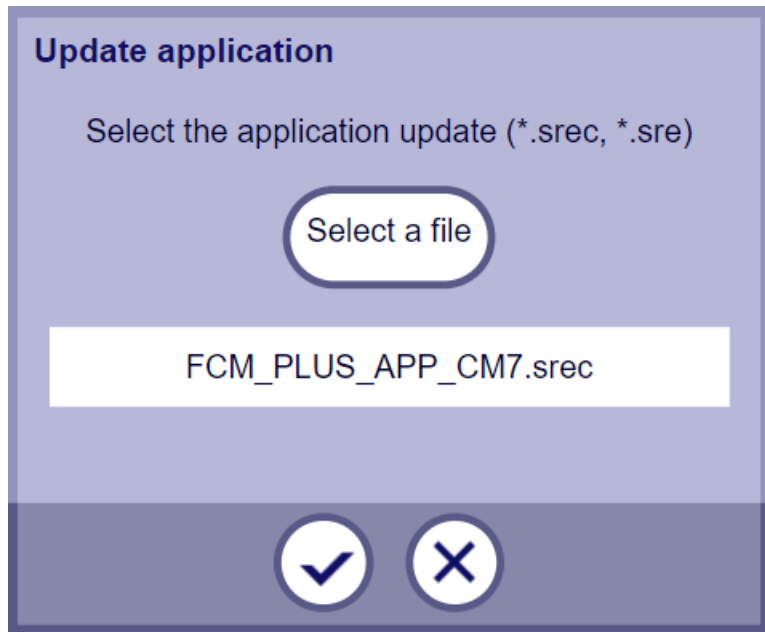 Update application
Select the application update (*.srec, *.sre)
Select a file
FCM_PLUS_APP_CM7.srec